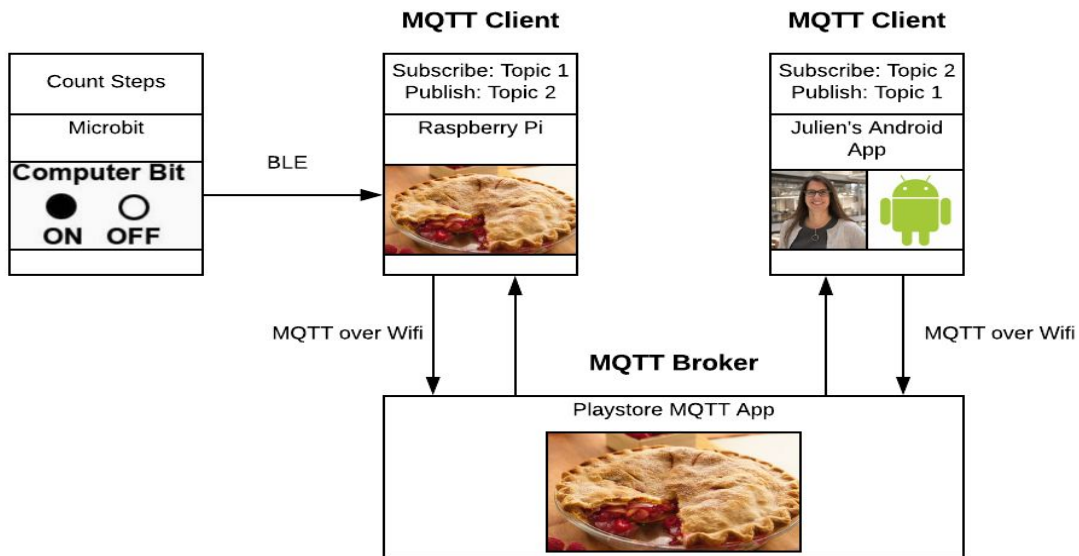 MQTT Client
MQTT Client
Count Steps
Microbit
Computer Bit
ON OFF
BLE
Subscribe: Topic 1
Publish: Topic 2
Raspberry Pi
Subscribe: Topic 2
Publish: Topic 1
Julien's Android
App
MQTT over Wifi
MQTT over Wifi
MQTT Broker
Playstore MQTT App